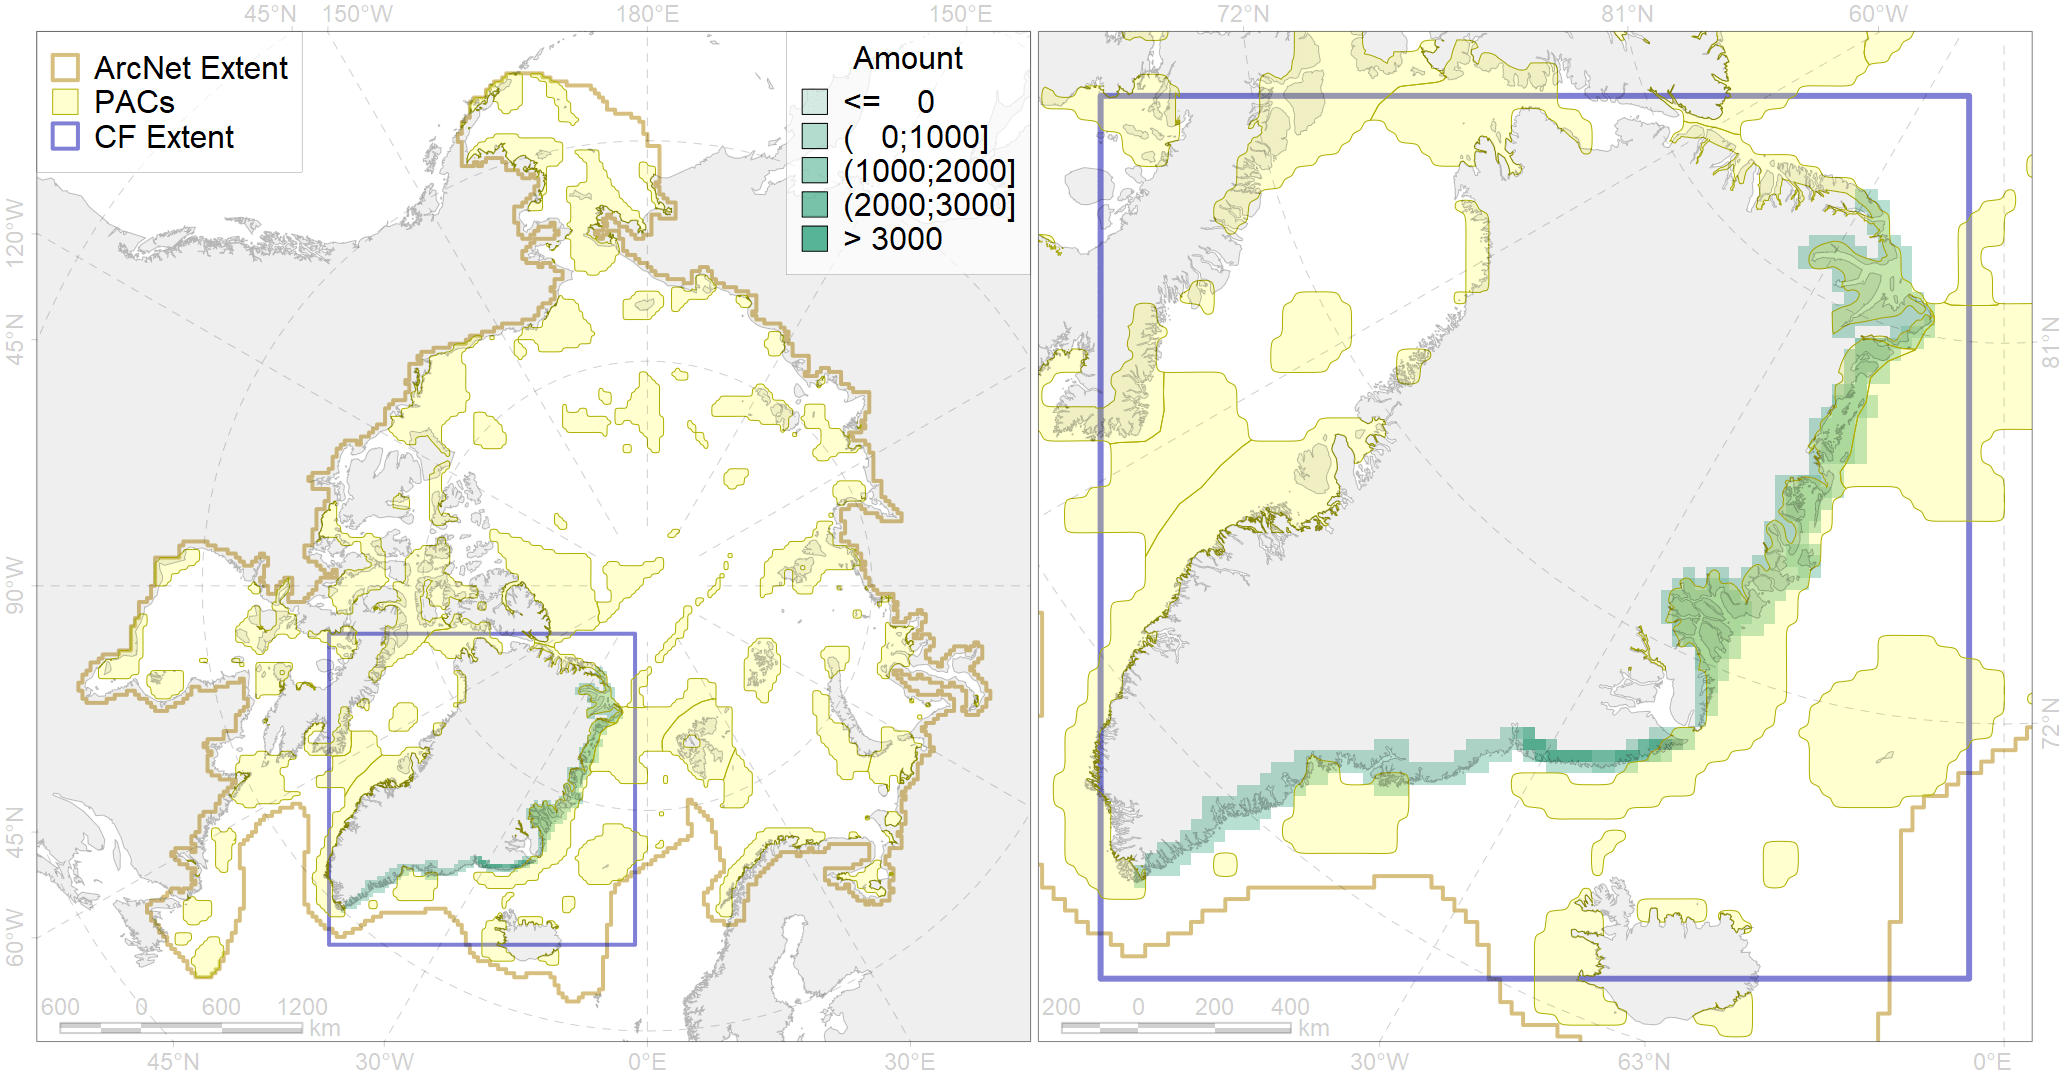 45°N 150°W 180°E 150°E 72°N 81°N 60°W
ArcNet Extent
PACs
CF Extent
Amount
<= 0
( 0;1000]
(1000;2000]
(2000;3000]
> 3000
120°W
45°N
90°W
45°N
60°W
81°N
72°N
600 0 600 1200
km
200 0 200 400
km
45°N 30°W 0°E 30°E 30°W 63°N 0°E